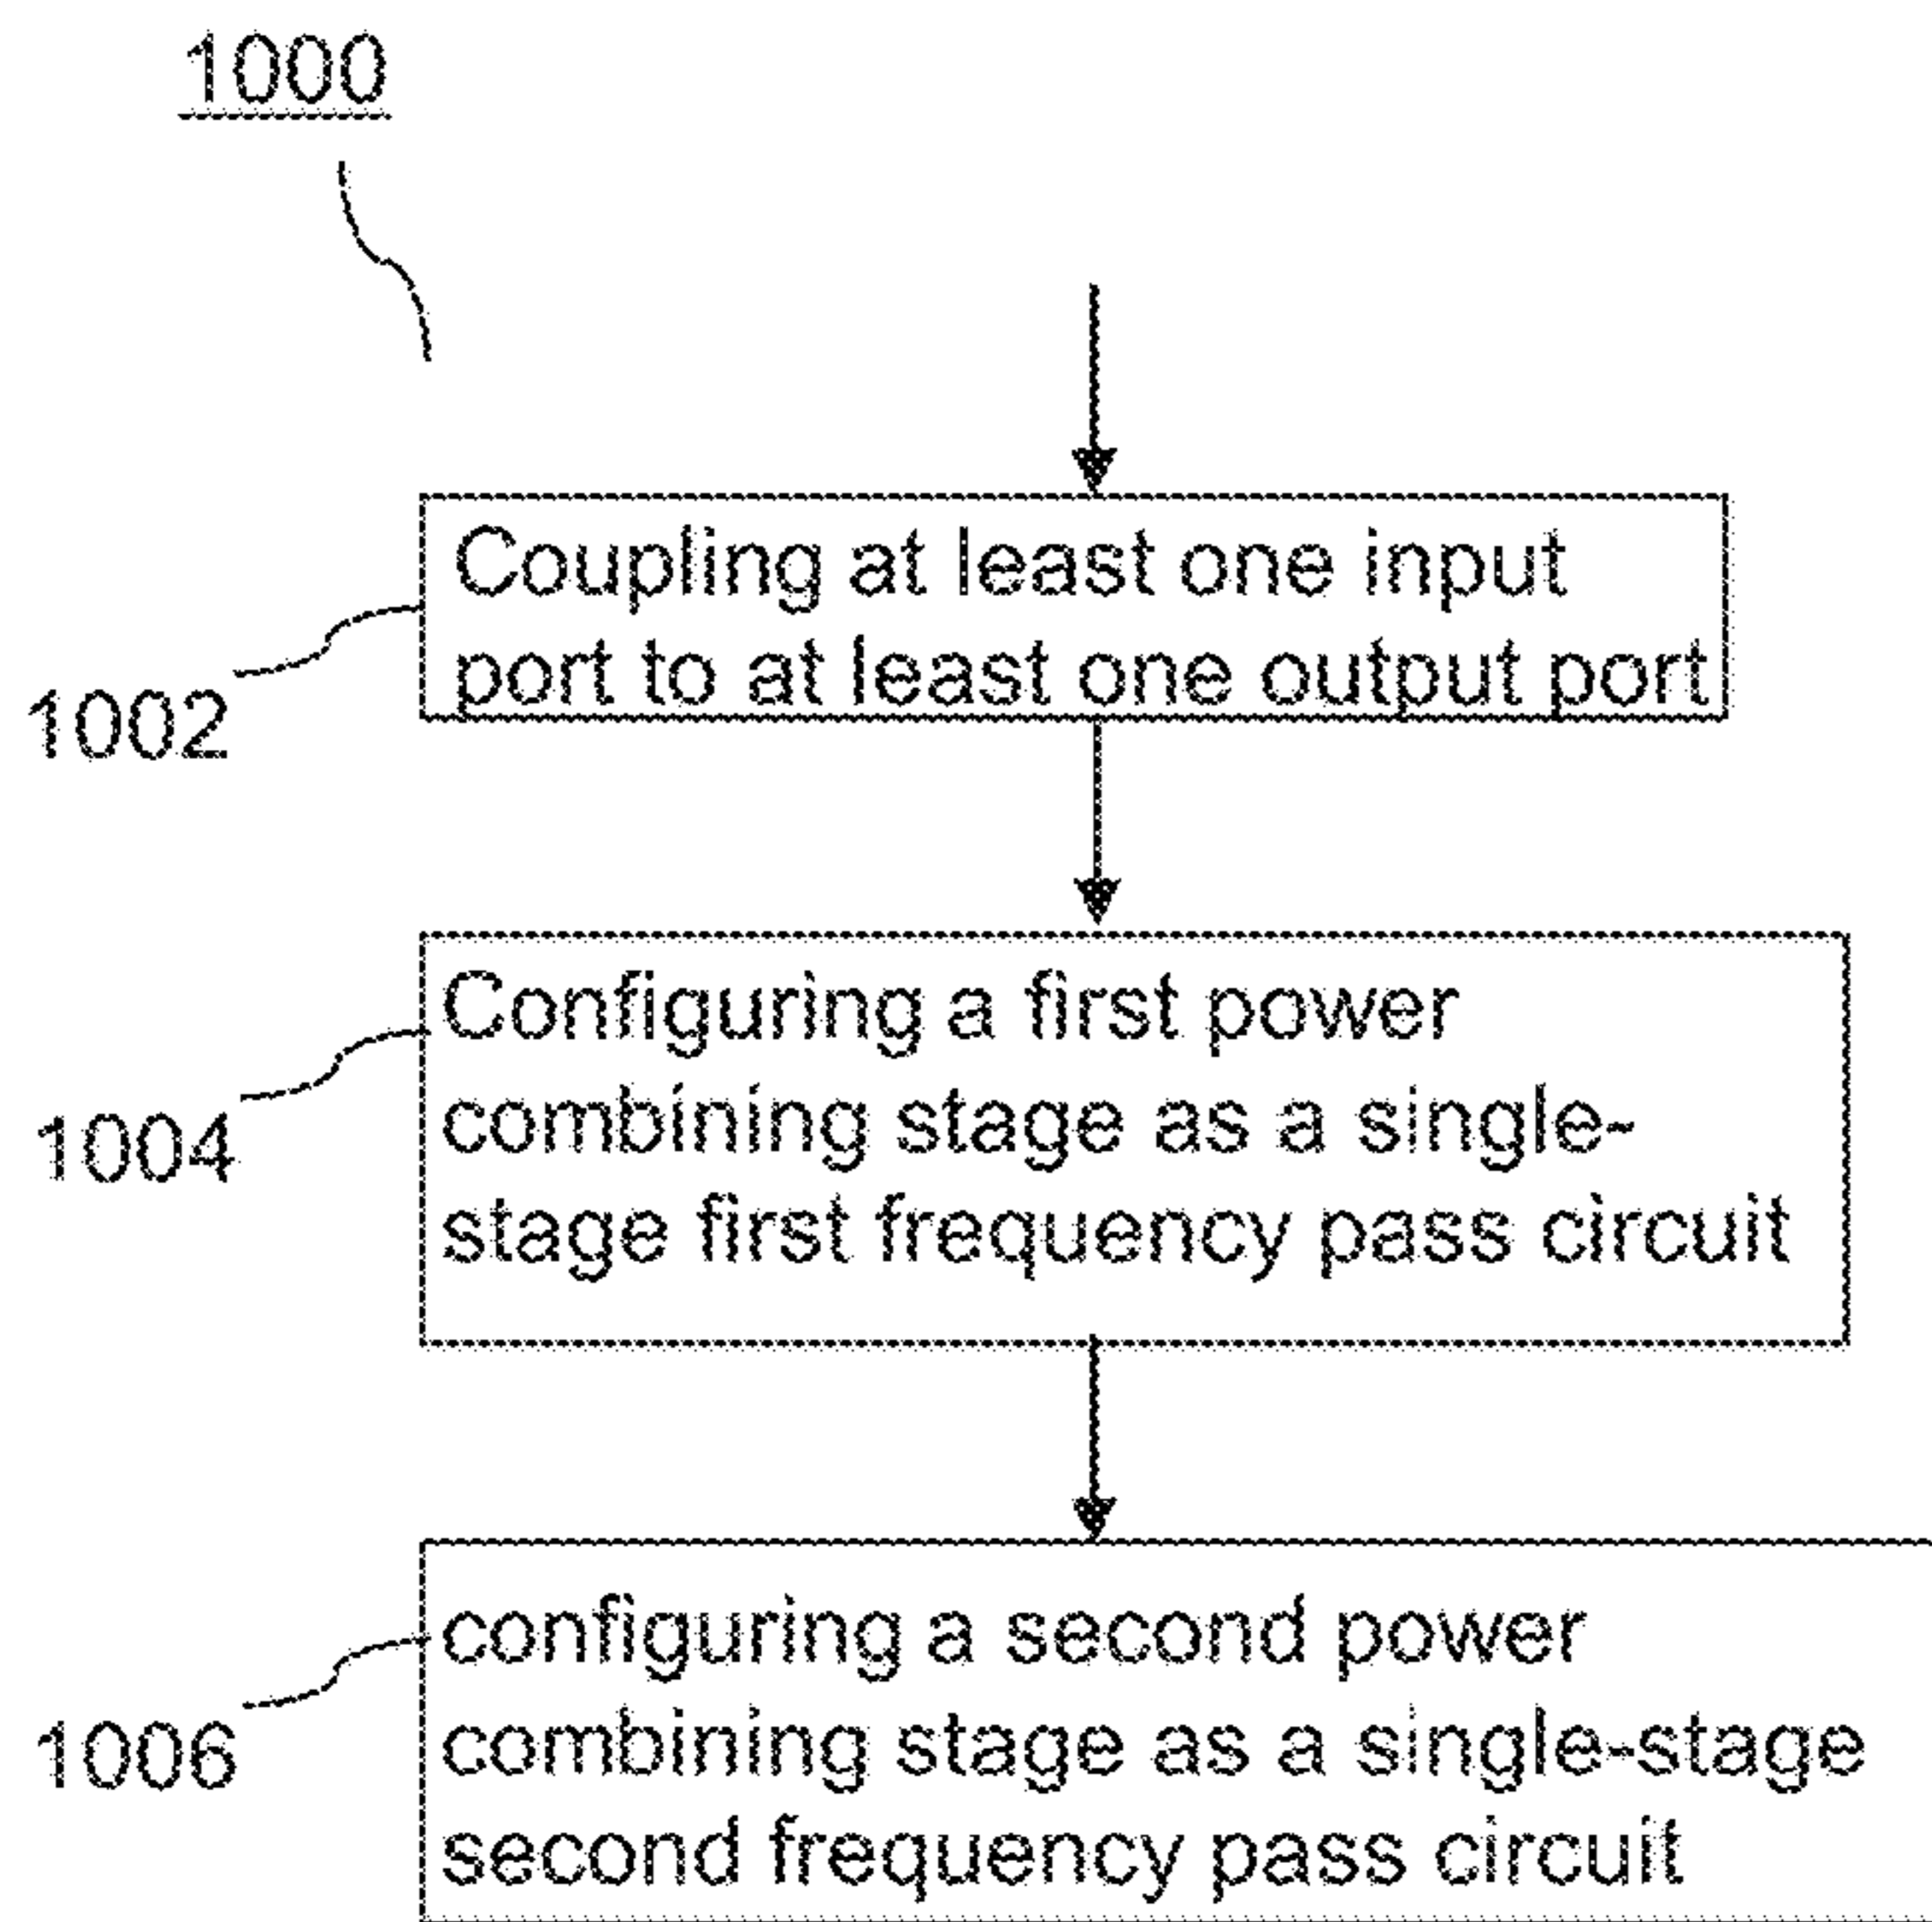 1000
Coupling at least one input
port to at least one output port
1002
Configuring a first power
combining stage as a single-
stage first frequency pass circuit
1004
configuring a second power
combining stage as a single-stage
second frequency pass circuit
1006